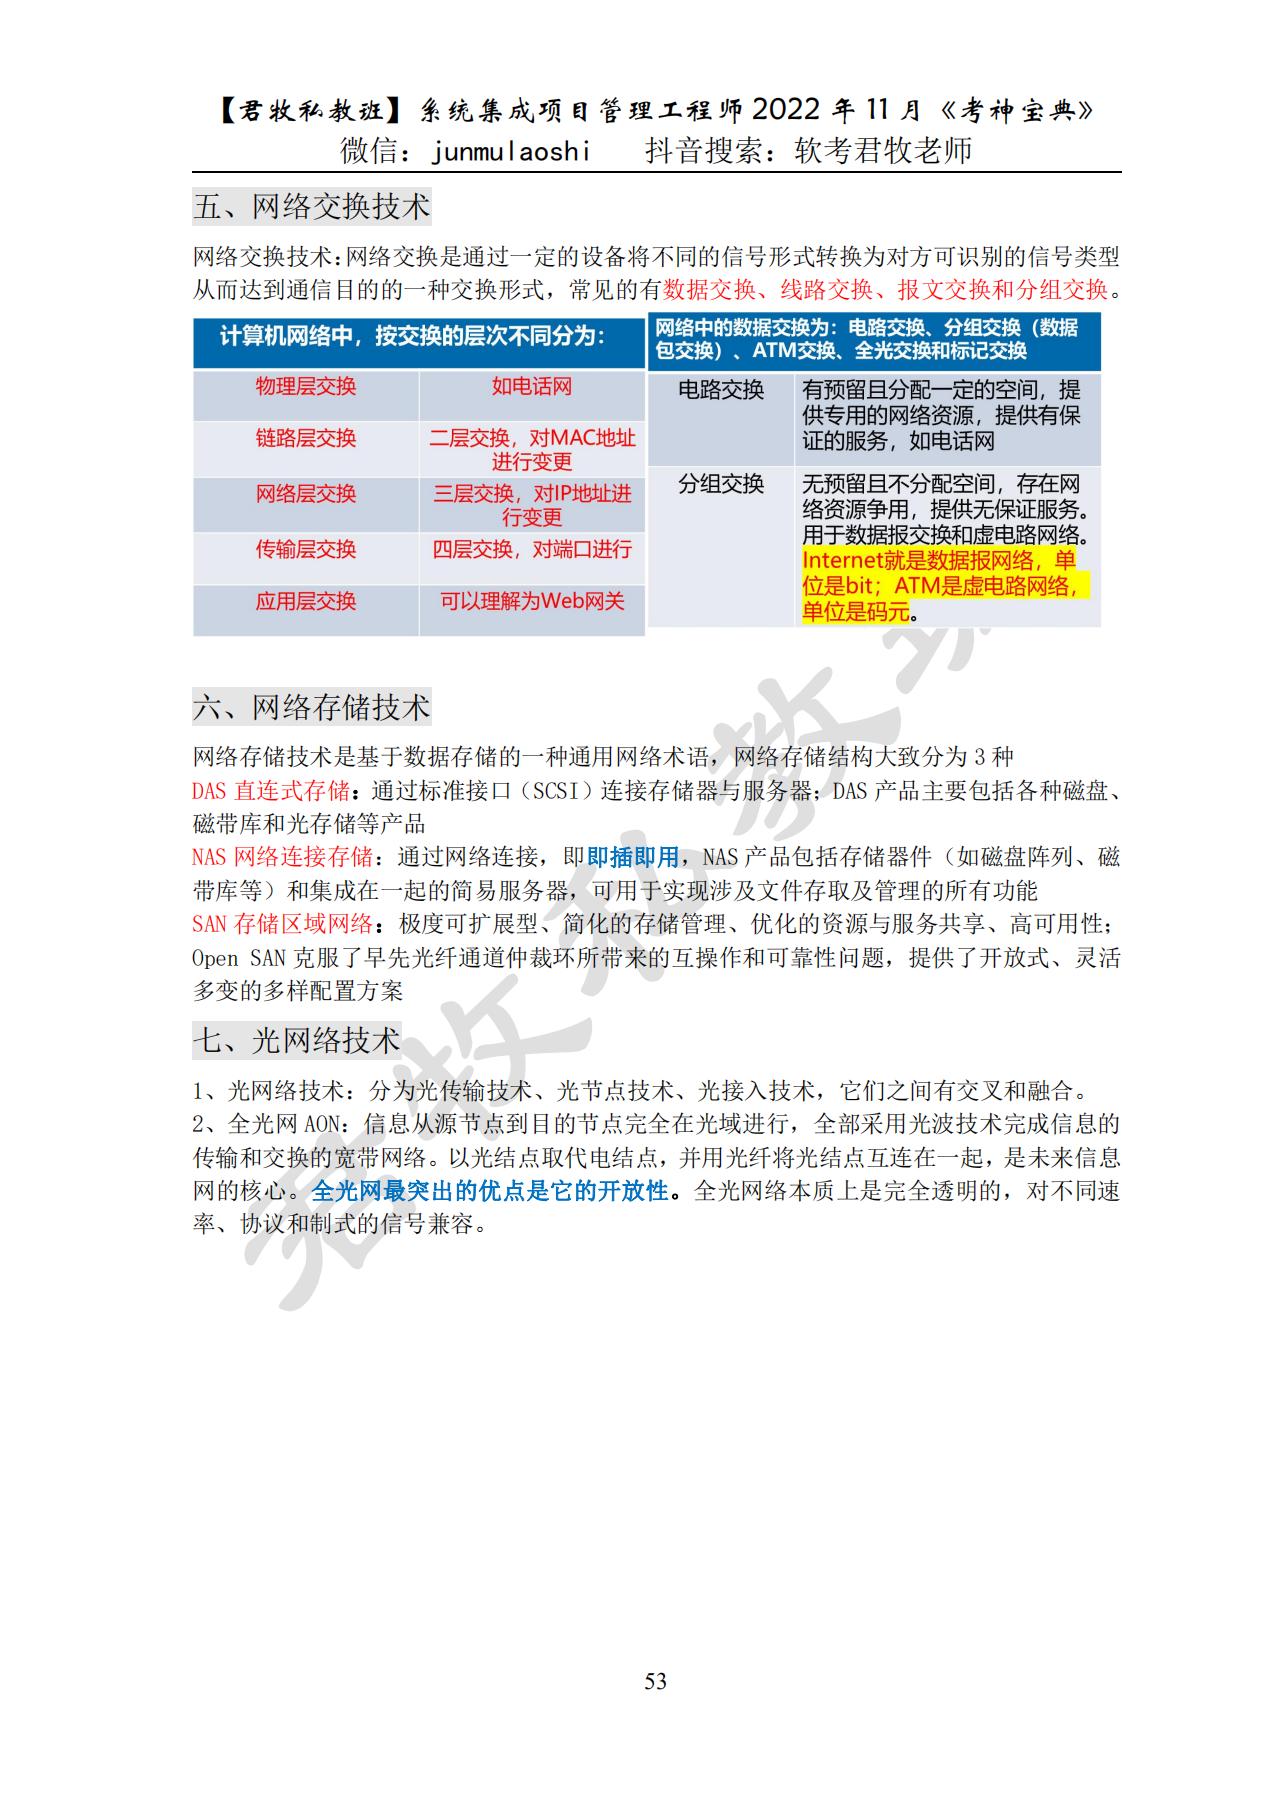 【君牧私教班】系统集成项目管理工程师 2022 年 11 月《考神宝典》
微信：junmulaoshi 抖音搜索：软考君牧老师
五、网络交换技术
网络交换技术：网络交换是通过一定的设备将不同的信号形式转换为对方可识别的信号类型
从而达到通信目的的一种交换形式，常见的有数据交换、线路交换、报文交换和分组交换。
计算机网络中，按交换的层次不同分为：
物理层交换 如电话网
链路层交换 二层交换，对MAC地址
进行变更
网络层交换 三层交换，对IP地址进
行变更
传输层交换 四层交换，对端口进行
应用层交换 可以理解为Web网关
网络中的数据交换为：电路交换、分组交换（数据
包交换）、ATM交换、全光交换和标记交换
电路交换 有预留且分配一定的空间，提
供专用的网络资源，提供有保
证的服务，如电话网
分组交换 无预留且不分配空间，存在网
络资源争用，提供无保证服务。
用于数据报交换和虚电路网络。
Internet就是数据报网络，单
位是bit；ATM是虚电路网络，
单位是码元。
六、网络存储技术
网络存储技术是基于数据存储的一种通用网络术语，网络存储结构大致分为 3 种
DAS 直连式存储：通过标准接口（SCSI）连接存储器与服务器；DAS 产品主要包括各种磁盘、
磁带库和光存储等产品
NAS 网络连接存储：通过网络连接，即即插即用，NAS 产品包括存储器件（如磁盘阵列、磁
带库等）和集成在一起的简易服务器，可用于实现涉及文件存取及管理的所有功能
SAN 存储区域网络：极度可扩展型、简化的存储管理、优化的资源与服务共享、高可用性；
Open SAN 克服了早先光纤通道仲裁环所带来的互操作和可靠性问题，提供了开放式、灵活
多变的多样配置方案
七、光网络技术
1、光网络技术：分为光传输技术、光节点技术、光接入技术，它们之间有交叉和融合。
2、全光网 AON：信息从源节点到目的节点完全在光域进行，全部采用光波技术完成信息的
传输和交换的宽带网络。以光结点取代电结点，并用光纤将光结点互连在一起，是未来信息
网的核心。全光网最突出的优点是它的开放性。全光网络本质上是完全透明的，对不同速
率、协议和制式的信号兼容。
君牧私教班
53